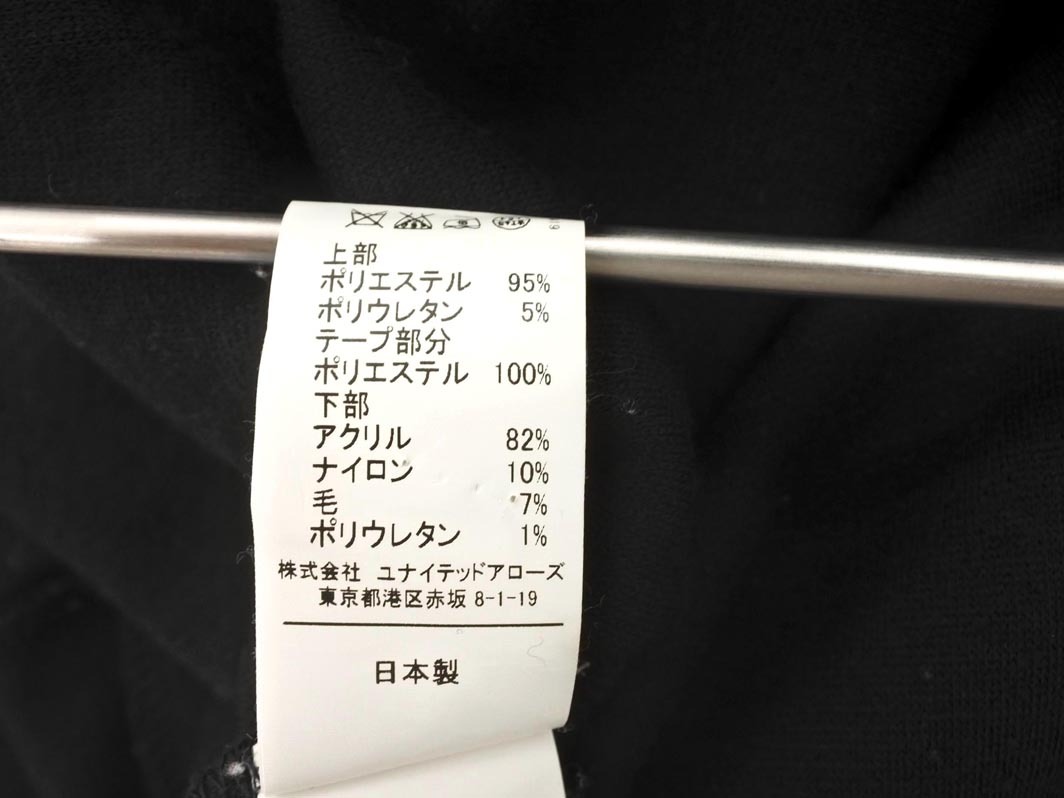 上部
ポリエステル 95%
ポリウレタン 5%
テープ部分
ポリエステル 100%
下部
アクリル 82%
ナイロン 10%
毛 7%
ポリウレタン 1%
株式会社 ユナイテッドアローズ
東京都港区赤坂 8-1-19
日本製